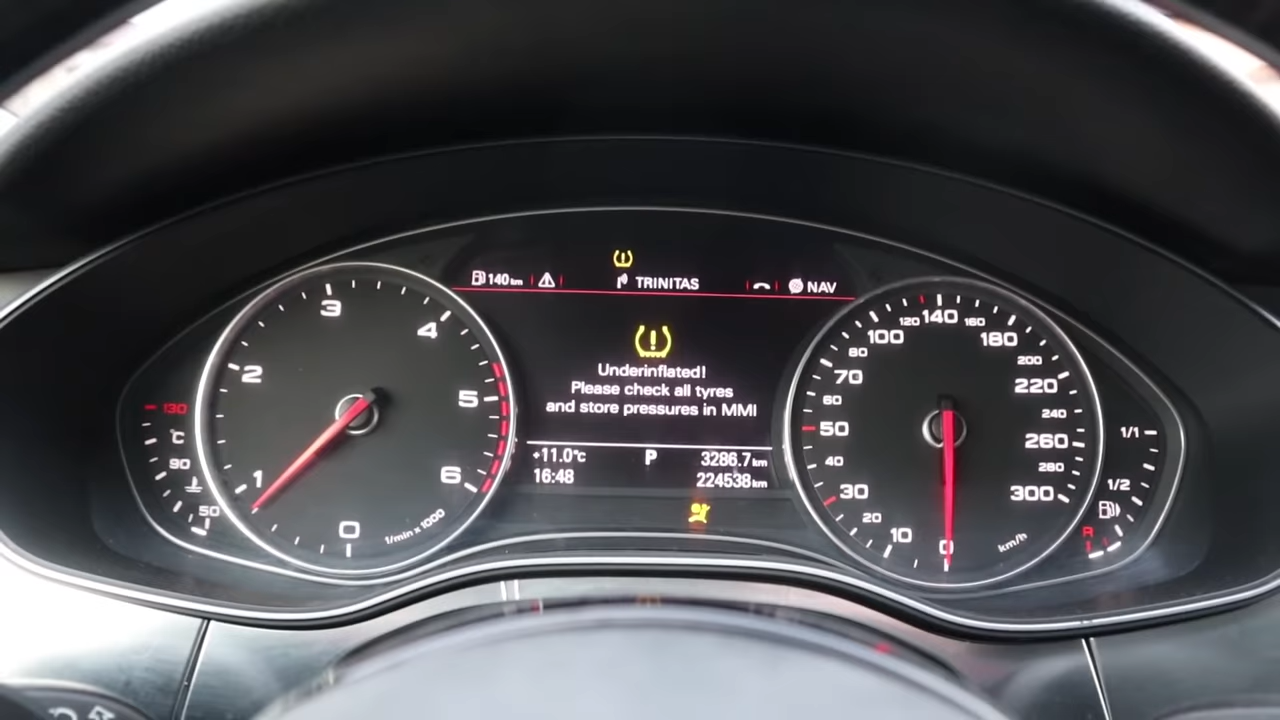 140 km
TRINITAS
NAV
Underinflated!
Please check all tyres
and store pressures in MMI
+11.0°C
P
3286.7 km
16:48
224538 km
0
1
2
3
4
5
6
1/min x 1000
130
°C
90
50
0
10
20
30
40
50
60
70
80
100
120
140
160
180
200
220
240
260
280
300
km/h
1/1
1/2
R